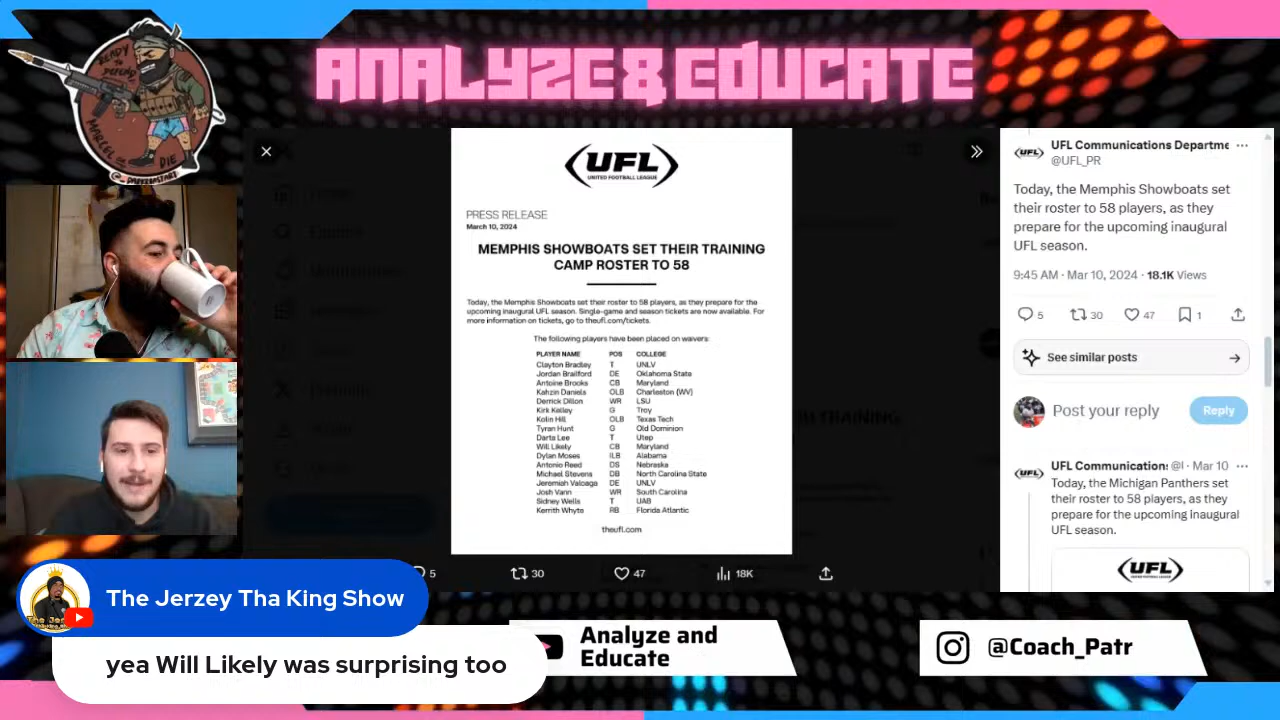 ANALYZE & EDUCATE
READY
TO
DEFEND
MARCEL OR
DIE
UFL
UNITED FOOTBALL LEAGUE
PRESS RELEASE
March 10, 2024
MEMPHIS SHOWBOATS SET THEIR TRAINING
CAMP ROSTER TO 58
Today, the Memphis Showboats set their roster to 58 players, as they prepare for the
upcoming inaugural UFL season. Single-game and season tickets are now available. For
more information on tickets, go to theufl.com/tickets.
The following players have been placed on waivers:
PLAYER NAME POS COLLEGE
Clayton Bradley T UNLV
Jordan Brailford DE Oklahoma State
Antoine Brooks CB Maryland
Kahzin Daniels OLB Charleston (WV)
Derrick Dillon WR LSU
Kirk Kelley G Troy
Kolin Hill OLB Texas Tech
Tyran Hunt G Old Dominion
Darta Lee T Utep
Will Likely CB Maryland
Dylan Moses ILB Alabama
Antonio Reed DS Nebraska
Michael Stevens DB North Carolina State
Jeremiah Valoaga DE UNLV
Josh Vann WR South Carolina
Sidney Wells T UAB
Kerrith Whyte RB Florida Atlantic
theufl.com
5 30 47 18K
UFL
UFL Communications Departme
@UFL_PR
Today, the Memphis Showboats set
their roster to 58 players, as they
prepare for the upcoming inaugural
UFL season.
9:45 AM · Mar 10, 2024 · 18.1K Views
5 30 47 1
See similar posts
Post your reply
Reply
UFL
UFL Communications @I · Mar 10
Today, the Michigan Panthers set
their roster to 58 players, as they
prepare for the upcoming inaugural
UFL season.
UFL
The Jerzey Tha King Show
yea Will Likely was surprising too
Analyze and
Educate
@Coach_Patr